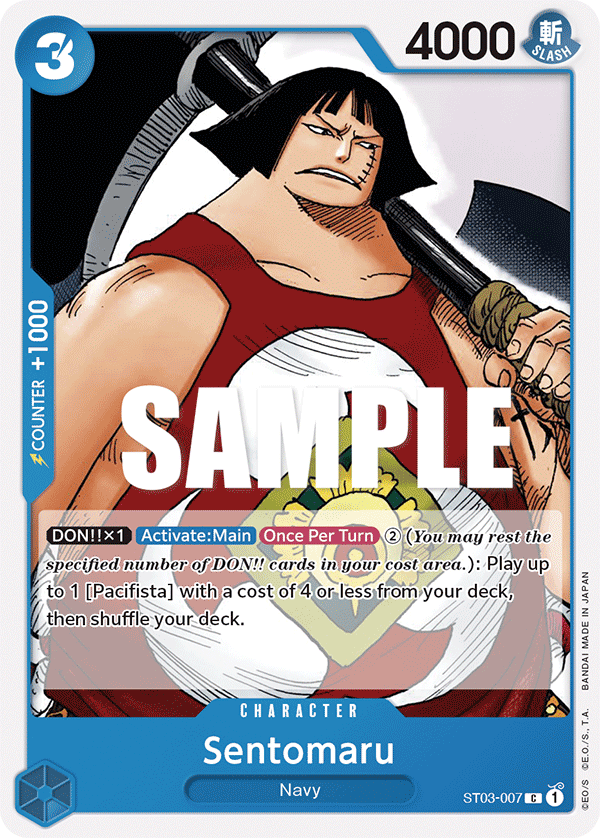 3
4000
斬
SLASH
COUNTER +1000
SAMPLE
DON!!×1 Activate:Main Once Per Turn ② (You may rest the
specified number of DON!! cards in your cost area.): Play up
to 1 [Pacifista] with a cost of 4 or less from your deck,
then shuffle your deck.
CHARACTER
Sentomaru
Navy
ST03-007 C 1
©EO/S ©E.O./S., T.A. BANDAI MADE IN JAPAN